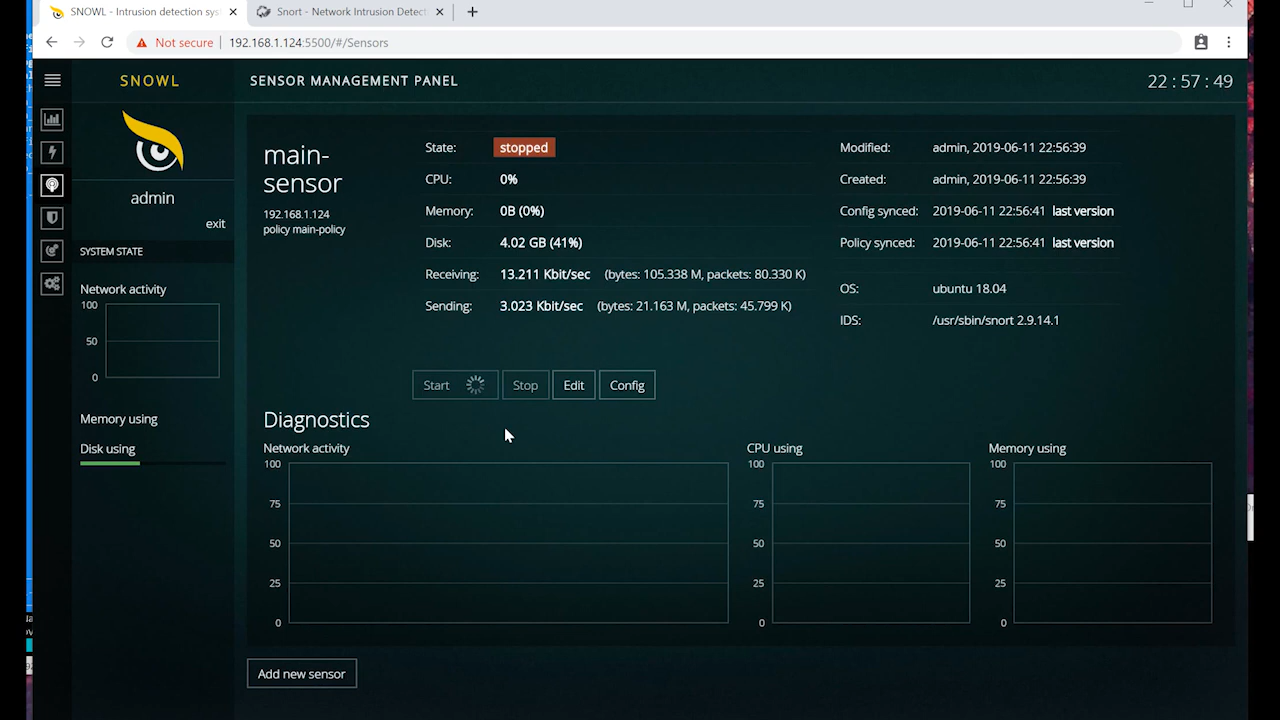 SNOWL - Intrusion detection sys
Snort - Network Intrusion Detect
Not secure
192.168.1.124:5500/#/Sensors
SNOWL
SENSOR MANAGEMENT PANEL
22 : 57 : 49
admin
exit
SYSTEM STATE
Network activity
100
50
0
Memory using
Disk using
main-
sensor
192.168.1.124
policy main-policy
State: stopped
CPU: 0%
Memory: 0B (0%)
Disk: 4.02 GB (41%)
Receiving: 13.211 Kbit/sec (bytes: 105.338 M, packets: 80.330 K)
Sending: 3.023 Kbit/sec (bytes: 21.163 M, packets: 45.799 K)
Modified: admin, 2019-06-11 22:56:39
Created: admin, 2019-06-11 22:56:39
Config synced: 2019-06-11 22:56:41 last version
Policy synced: 2019-06-11 22:56:41 last version
OS: ubuntu 18.04
IDS: /usr/sbin/snort 2.9.14.1
Start Stop Edit Config
Diagnostics
Network activity
100
75
50
25
0
CPU using
100
75
50
25
0
Memory using
100
75
50
25
0
Add new sensor